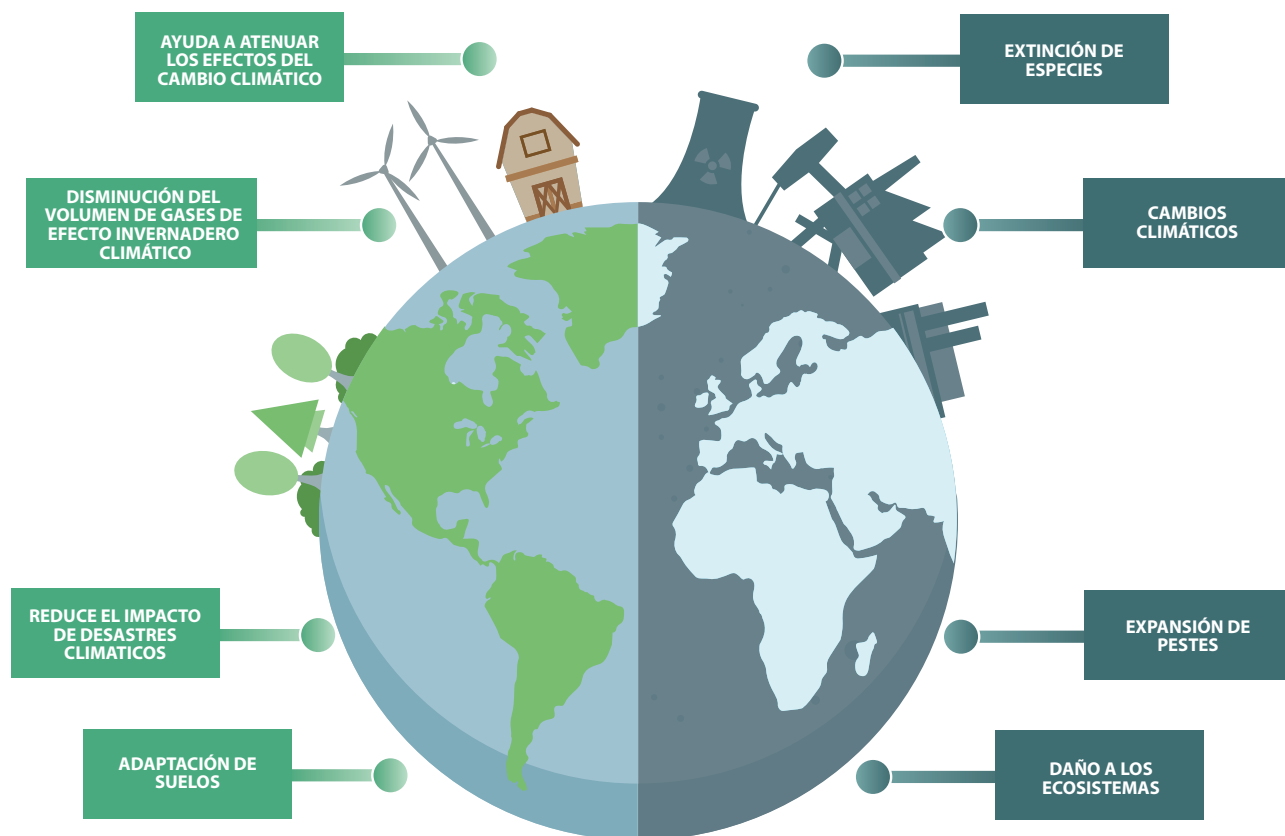 AYUDA A ATENUAR
LOS EFECTOS DEL
CAMBIO CLIMÁTICO
EXTINCIÓN DE
ESPECIES
DISMINUCIÓN DEL
VOLUMEN DE GASES DE
EFECTO INVERNADERO
CLIMÁTICO
CAMBIOS
CLIMÁTICOS
REDUCE EL IMPACTO
DE DESASTRES
CLIMATICOS
EXPANSIÓN DE
PESTES
ADAPTACIÓN DE
SUELOS
DAÑO A LOS
ECOSISTEMAS